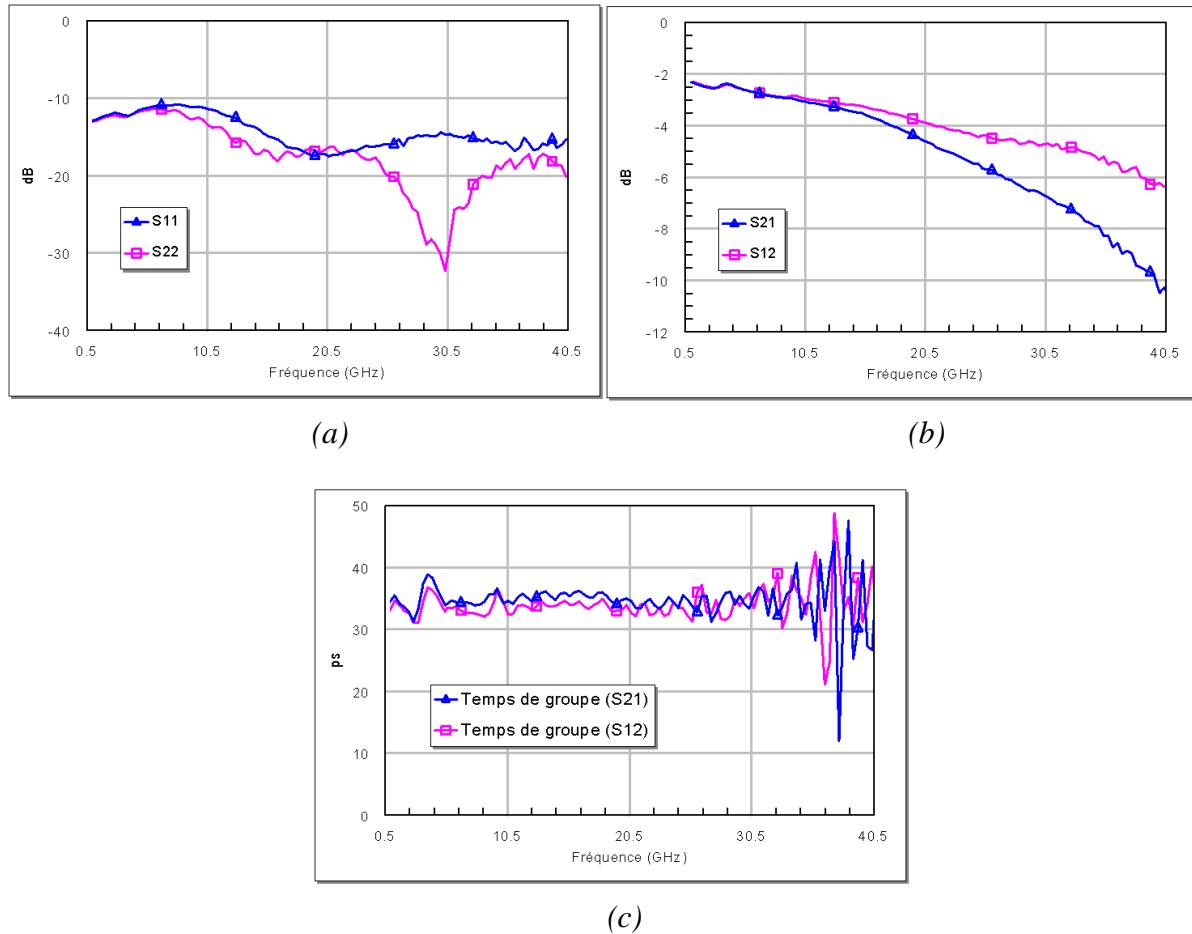 0
-10
-20
-30
-40
dB
S11
S22
0.5
10.5
20.5
30.5
40.5
Fréquence (GHz)
(a)
0
-2
-4
-6
-8
-10
-12
dB
S21
S12
0.5
10.5
20.5
30.5
40.5
Fréquence (GHz)
(b)
50
40
30
20
10
0
ps
Temps de groupe (S21)
Temps de groupe (S12)
0.5
10.5
20.5
30.5
40.5
Fréquence (GHz)
(c)